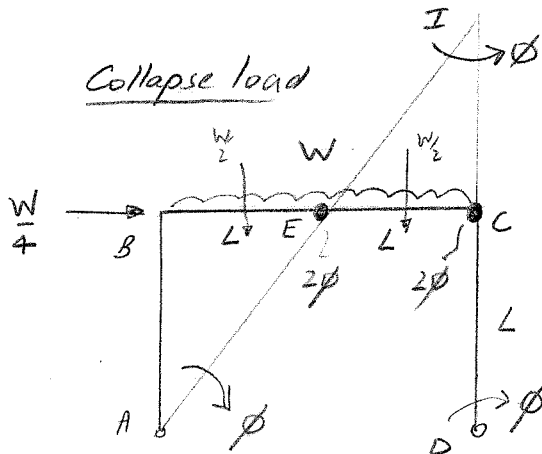 I
φ
Collapse load
W/2 W W/2
W/4
B L E L C
2φ 2φ
L
A φ D φ